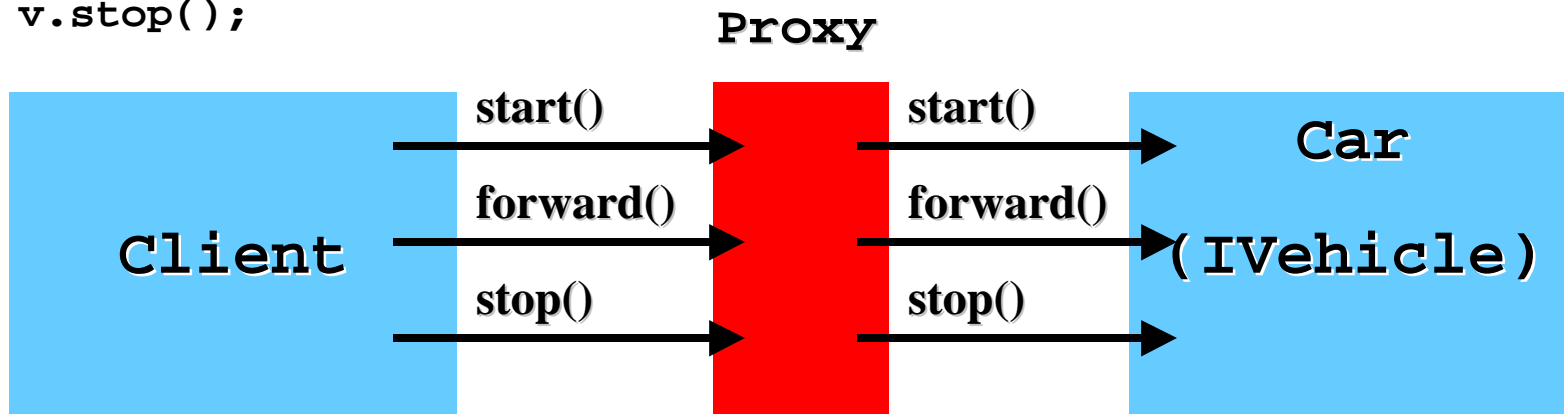 v.stop();
Proxy
start()
start()
Car
forward()
forward()
Client
(IVehicle)
stop()
stop()